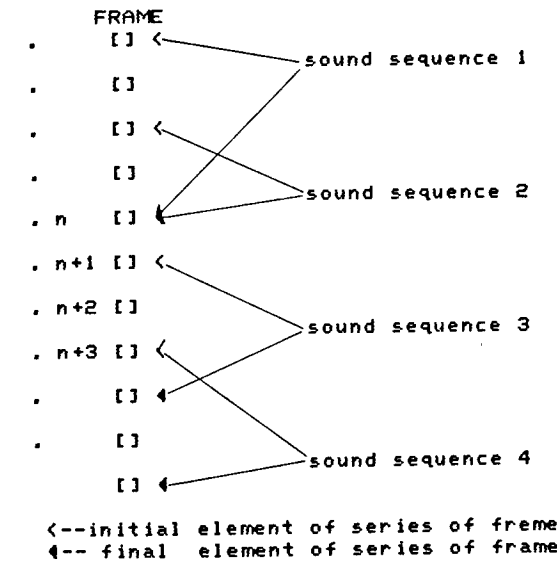 FRAME
. [] <
sound sequence 1
. []
. [] <
. []
sound sequence 2
. n []
. n+1 [] <
. n+2 []
sound sequence 3
. n+3 [] <
. []
. []
sound sequence 4
[]
<--initial element of series of freme
◀-- final element of series of frame